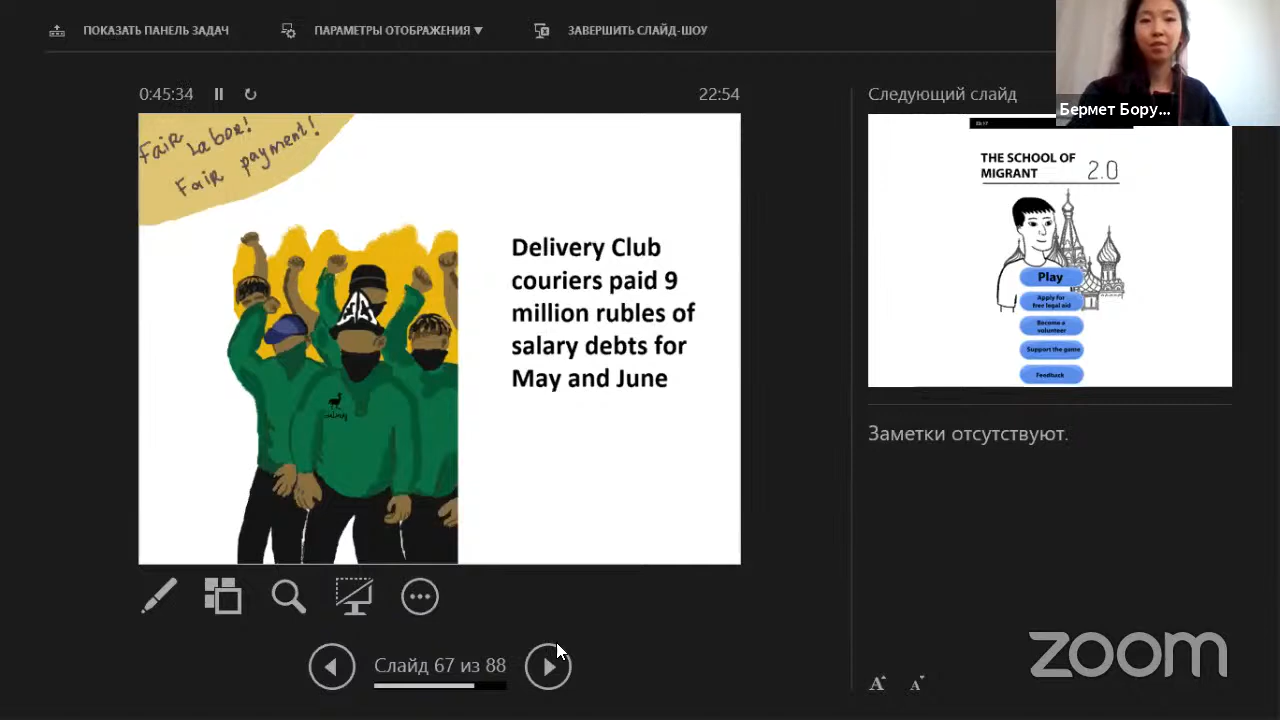 ПОКАЗАТЬ ПАНЕЛЬ ЗАДАЧ
ПАРАМЕТРЫ ОТОБРАЖЕНИЯ ▼
ЗАВЕРШИТЬ СЛАЙД-ШОУ
Бермет Бору...
0:45:34
22:54
Fair labor!
Fair payment!
Delivery Club
couriers paid 9
million rubles of
salary debts for
May and June
Следующий слайд
THE SCHOOL OF
MIGRANT 2.0
Play
Apply for
free legal aid
Become a
volunteer
Support the game
Feedback
Заметки отсутствуют.
Слайд 67 из 88
A A
zoom